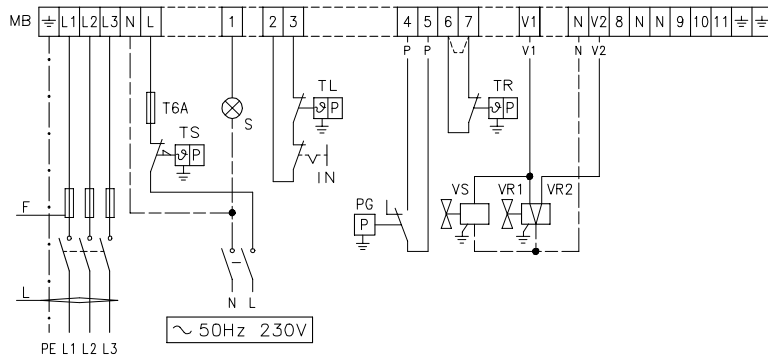 MB ⏚ L1 L2 L3 N L 1 2 3 4 5 6 7 V1 N V2 8 N N 9 10 11 ⏚ ⏚
P P V1 N V2
T6A S TL TR
ϑ P ϑ P
TS
ϑ P
IN
VS VR1 VR2
F PG
P
L N L
∼ 50Hz 230V
PE L1 L2 L3